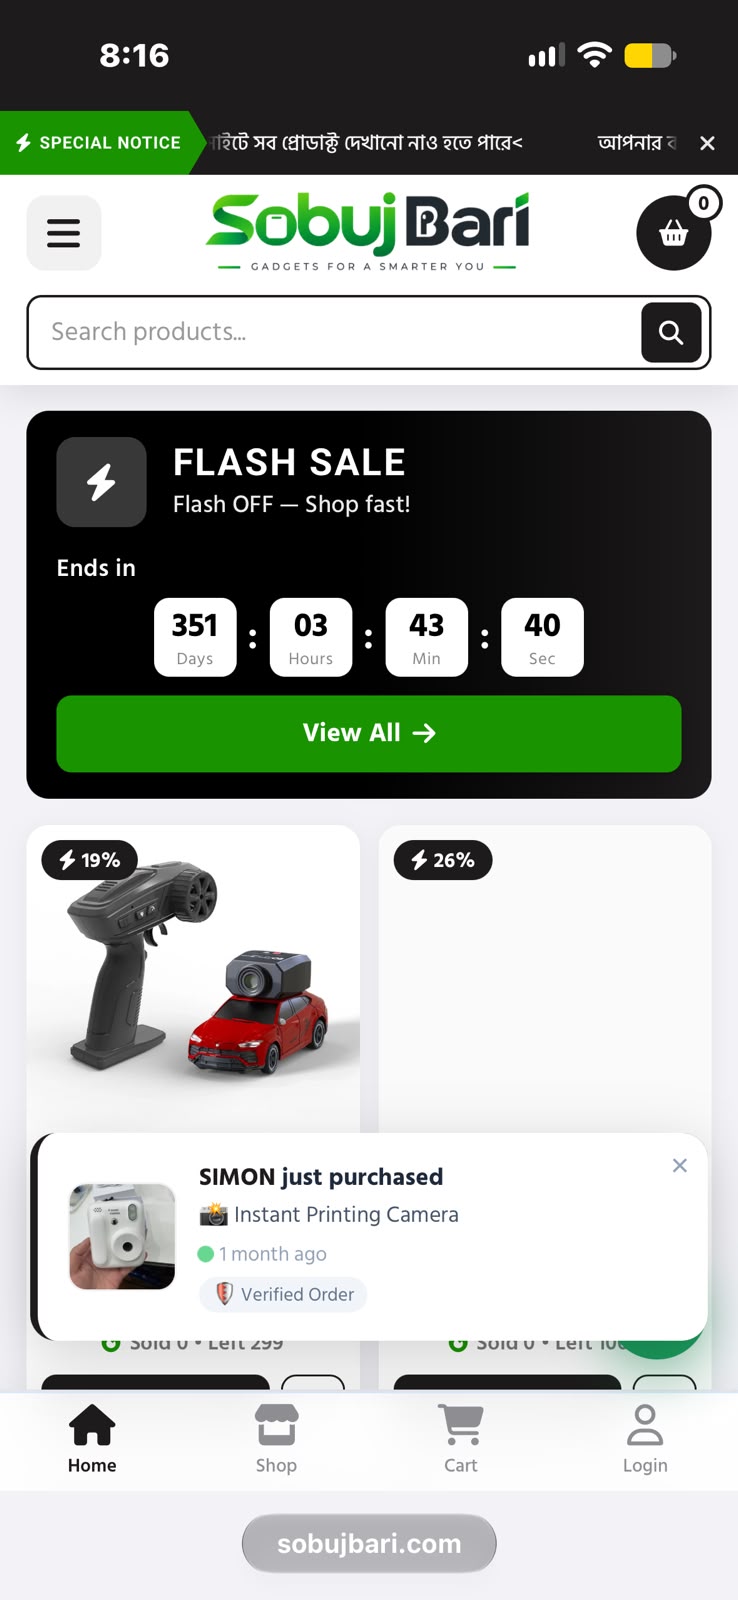 8:16
SPECIAL NOTICE
সব প্রোডাক্ট দেখানো নাও হতে পারে< আপনার
Sobuj Bari
0
GADGETS FOR A SMARTER YOU
Search products...
FLASH SALE
Flash OFF — Shop fast!
Ends in
351 : 03 : 43 : 40
Days Hours Min Sec
View All →
19%
26%
SIMON just purchased
Instant Printing Camera
1 month ago
Verified Order
Sold 0 • Left 299
Sold 0 • Left
Home Shop Cart Login
sobujbari.com